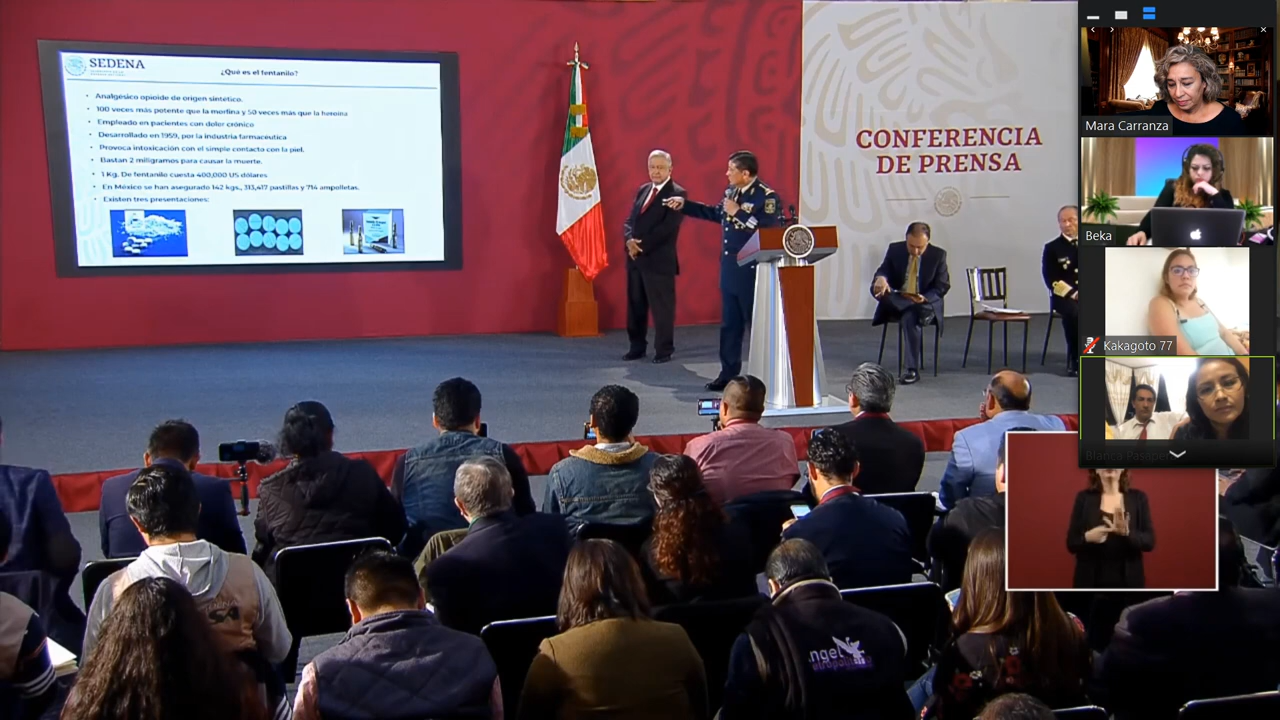 SEDENA
¿Qué es el fentanilo?
• Analgésico opioide de origen sintético.
• 100 veces más potente que la morfina y 50 veces más que la heroína
• Empleado en pacientes con dolor crónico
• Desarrollado en 1959, por la industria farmacéutica
• Provoca intoxicación con el simple contacto con la piel.
• Bastan 2 miligramos para causar la muerte.
• 1 Kg. De fentanilo cuesta 400,000 US dólares
• En México se han asegurado 142 kgs., 313,417 pastillas y 714 ampolletas.
• Existen tres presentaciones:
CONFERENCIA
DE PRENSA
Mara Carranza
Beka
Kakagoto 77